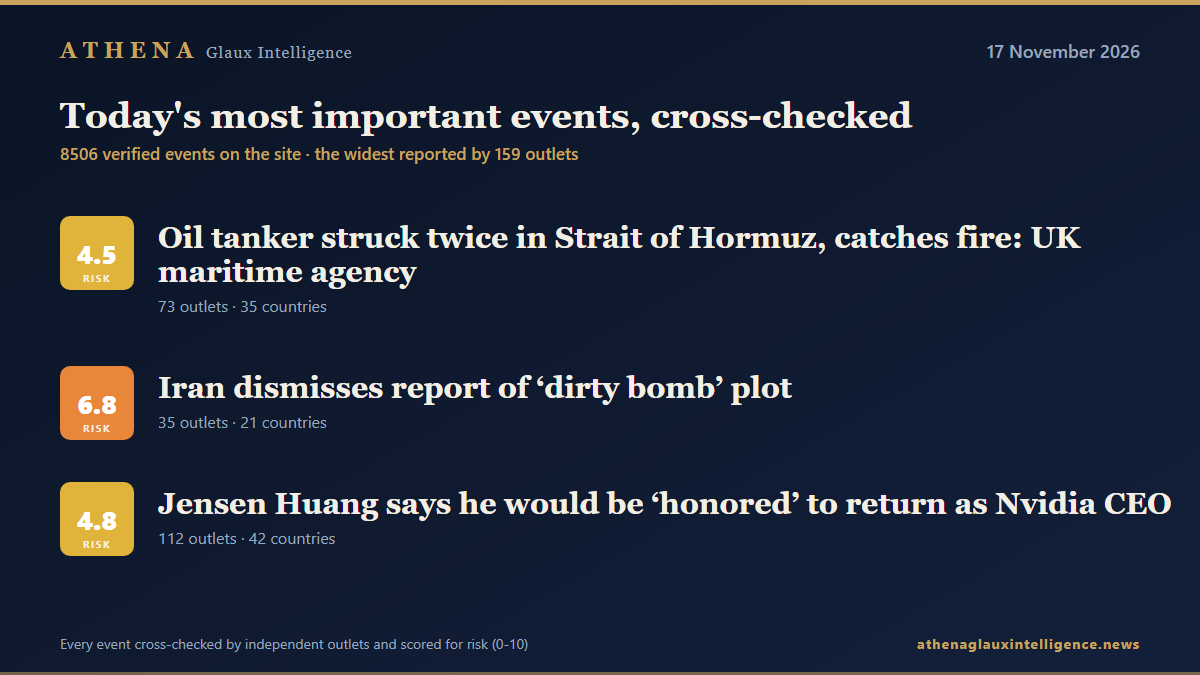 ATHENA Glaux Intelligence
17 November 2026
Today's most important events, cross-checked
8506 verified events on the site · the widest reported by 159 outlets
4.5
RISK
Oil tanker struck twice in Strait of Hormuz, catches fire: UK
maritime agency
73 outlets · 35 countries
6.8
RISK
Iran dismisses report of ‘dirty bomb’ plot
35 outlets · 21 countries
4.8
RISK
Jensen Huang says he would be ‘honored’ to return as Nvidia CEO
112 outlets · 42 countries
Every event cross-checked by independent outlets and scored for risk (0-10)
athenaglauxintelligence.news